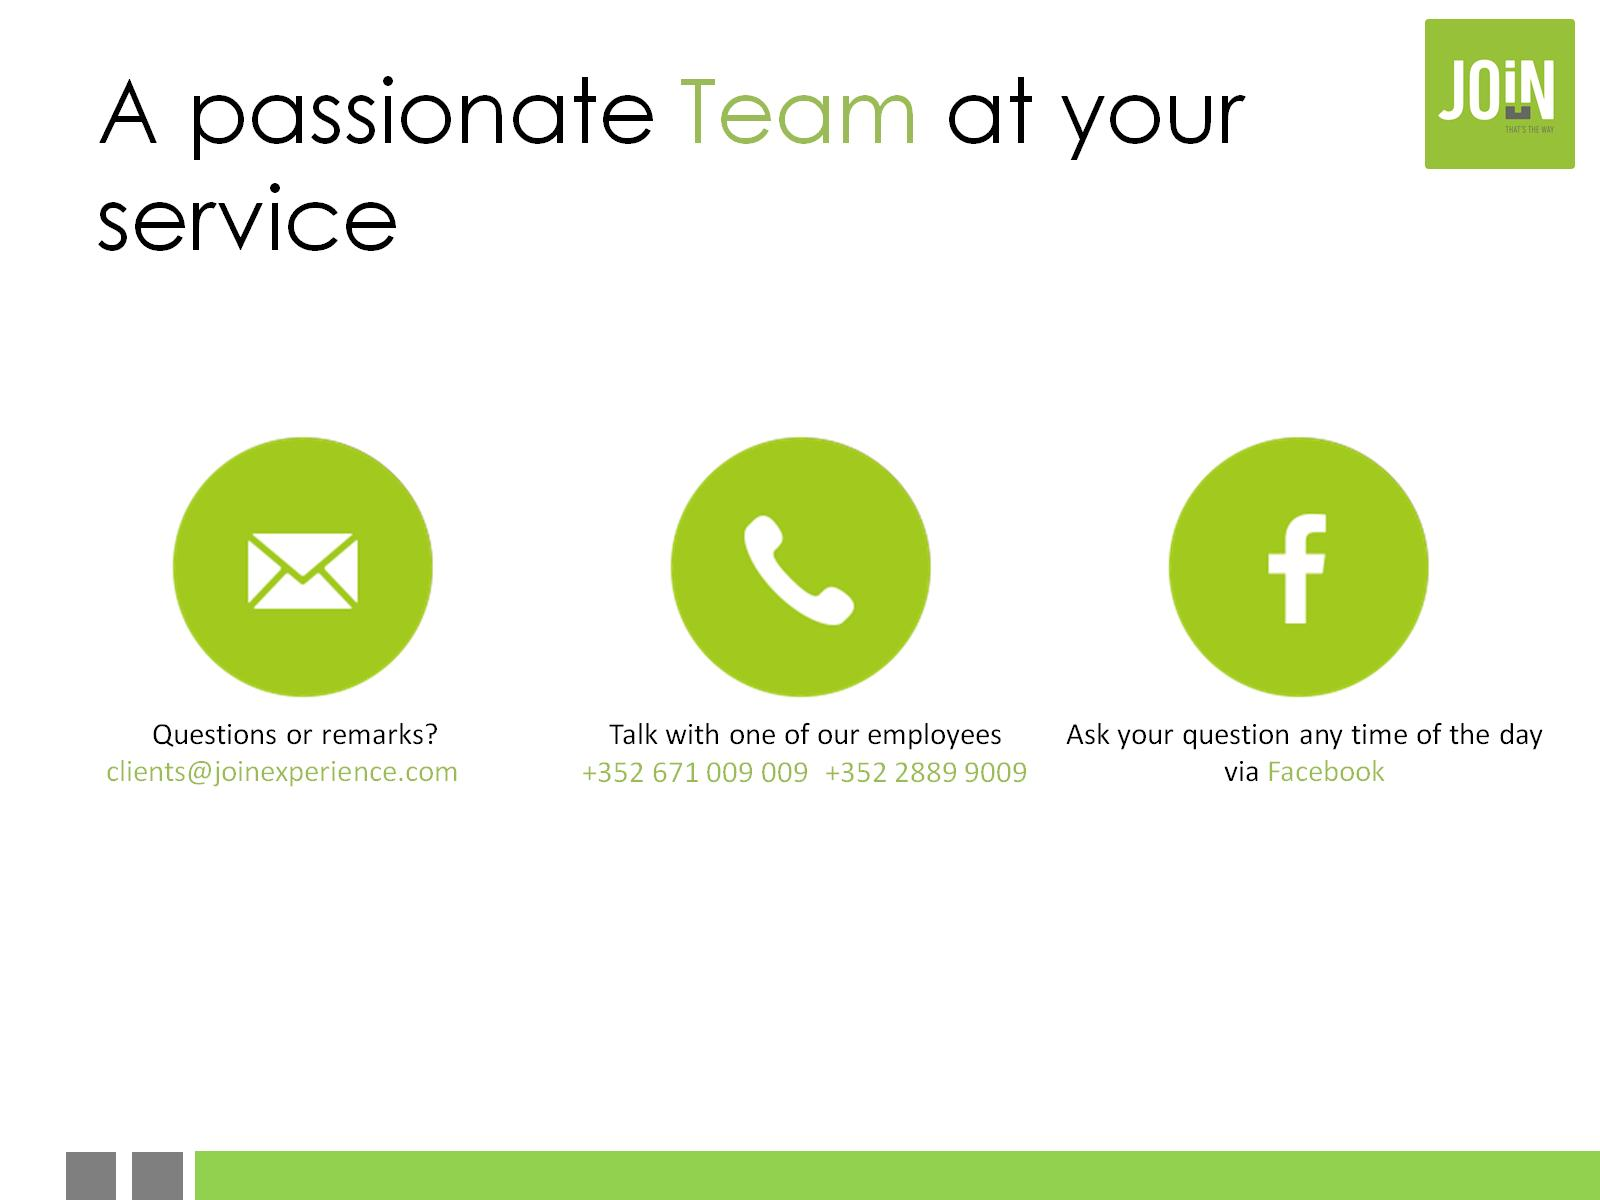 A passionate Team at your
service
JOiN
THAT'S THE WAY
Questions or remarks?
clients@joinexperience.com
Talk with one of our employees
+352 671 009 009  +352 2889 9009
Ask your question any time of the day
via Facebook